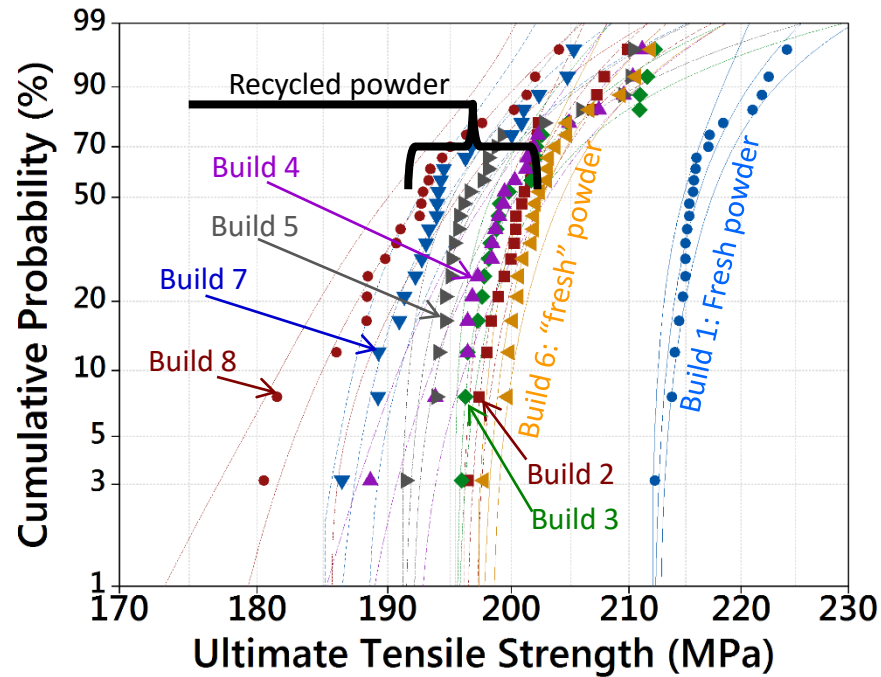 99
90
70
50
20
10
5
3
1
Cumulative Probability (%)
Recycled powder
Build 4
Build 5
Build 7
Build 8
Build 2
Build 3
Build 6: “fresh” powder
Build 1: Fresh powder
170
180
190
200
210
220
230
Ultimate Tensile Strength (MPa)